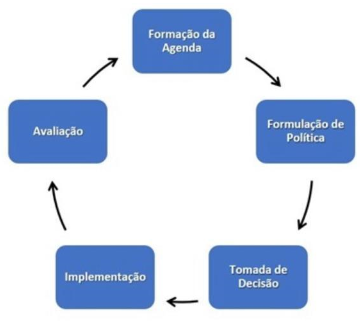 Formação da
Agenda
Formulação de
Política
Tomada de
Decisão
Implementação
Avaliação